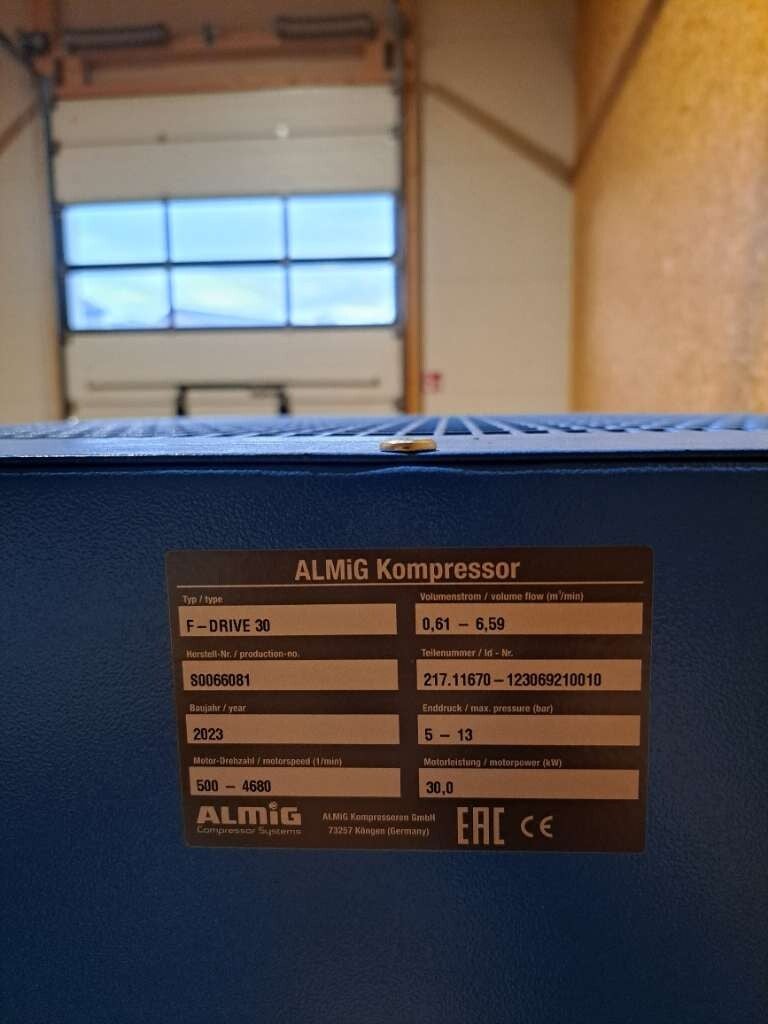 ALMiG Kompressor
Typ / type
F-DRIVE 30
Volumenstrom / volume flow (m³/min)
0,61 - 6,59
Herstell-Nr. / production-no.
S0066081
Teilenummer / Id - Nr.
217.11670-123069210010
Baujahr / year
2023
Enddruck / max. pressure (bar)
5 - 13
Motor-Drehzahl / motorspeed (1/min)
500 - 4680
Motorleistung / motorpower (kW)
30,0
ALMiG
Compressor Systems
ALMiG Kompressoren GmbH
73257 Köngen (Germany)
EAC CE